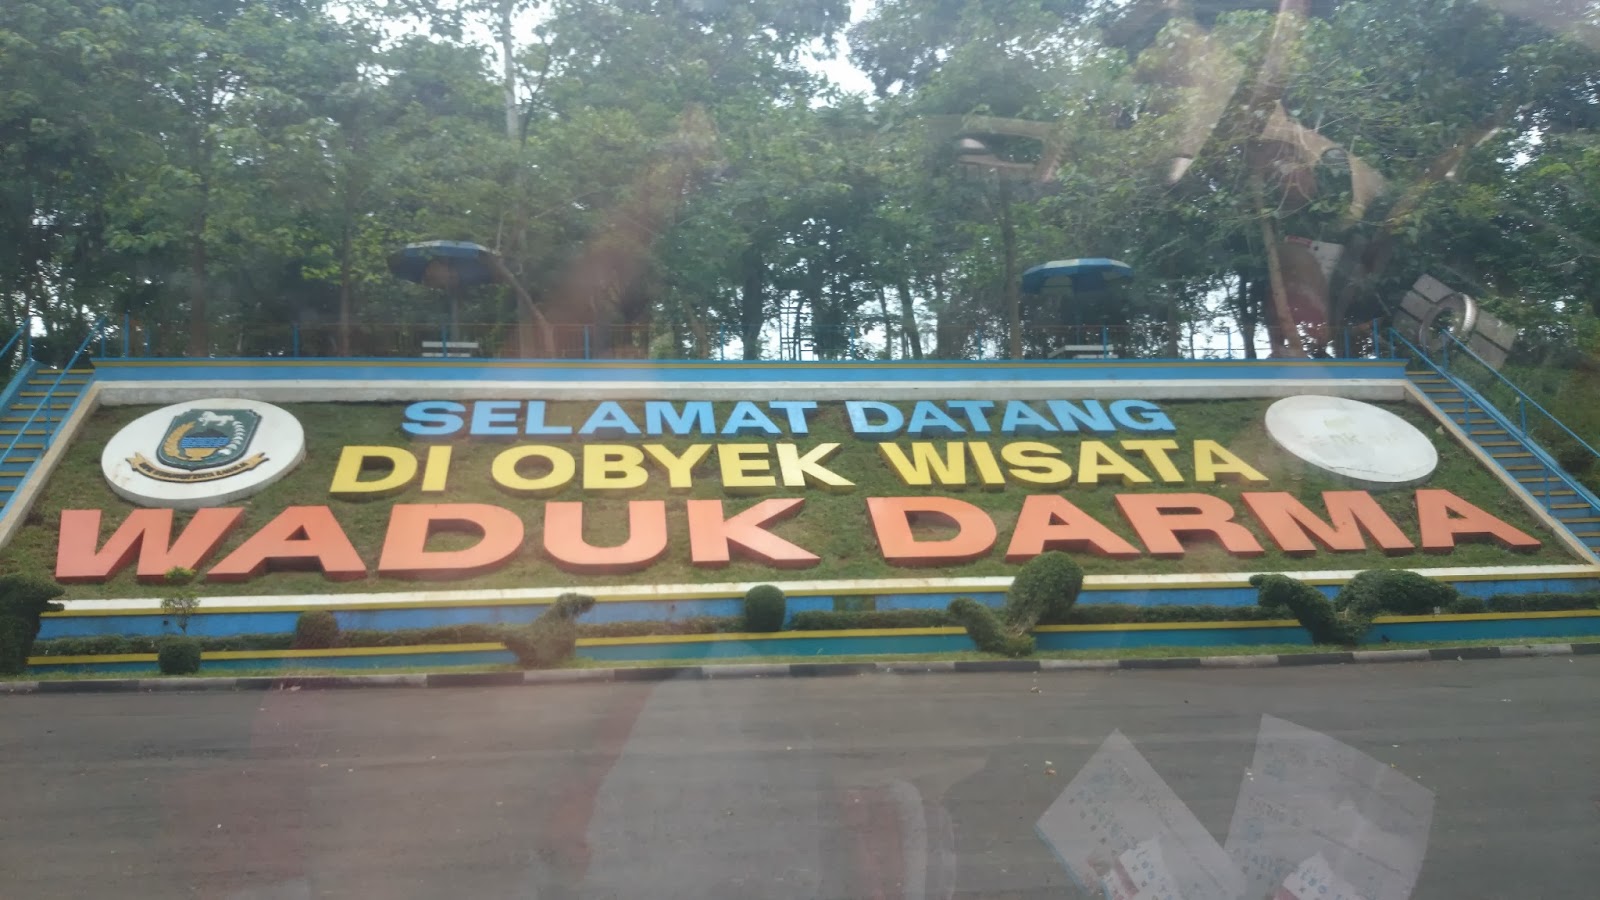 SELAMAT DATANG
DI OBYEK WISATA
WADUK DARMA